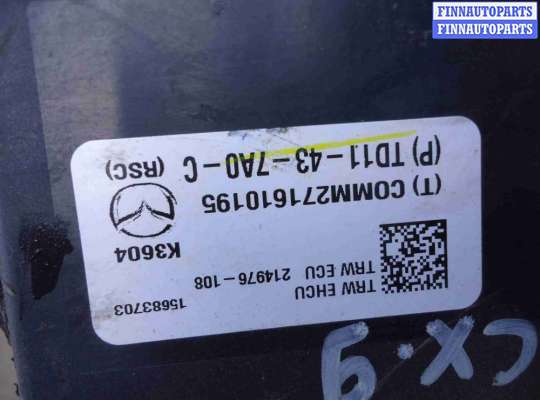 FINNAUTOPARTS
FINNAUTOPARTS
(P) TD11-43-7A0-C (RSC)
(T) COMM271610195
K3604
TRW ECU 214976-108
TRW EHCU 15683703
CX-9